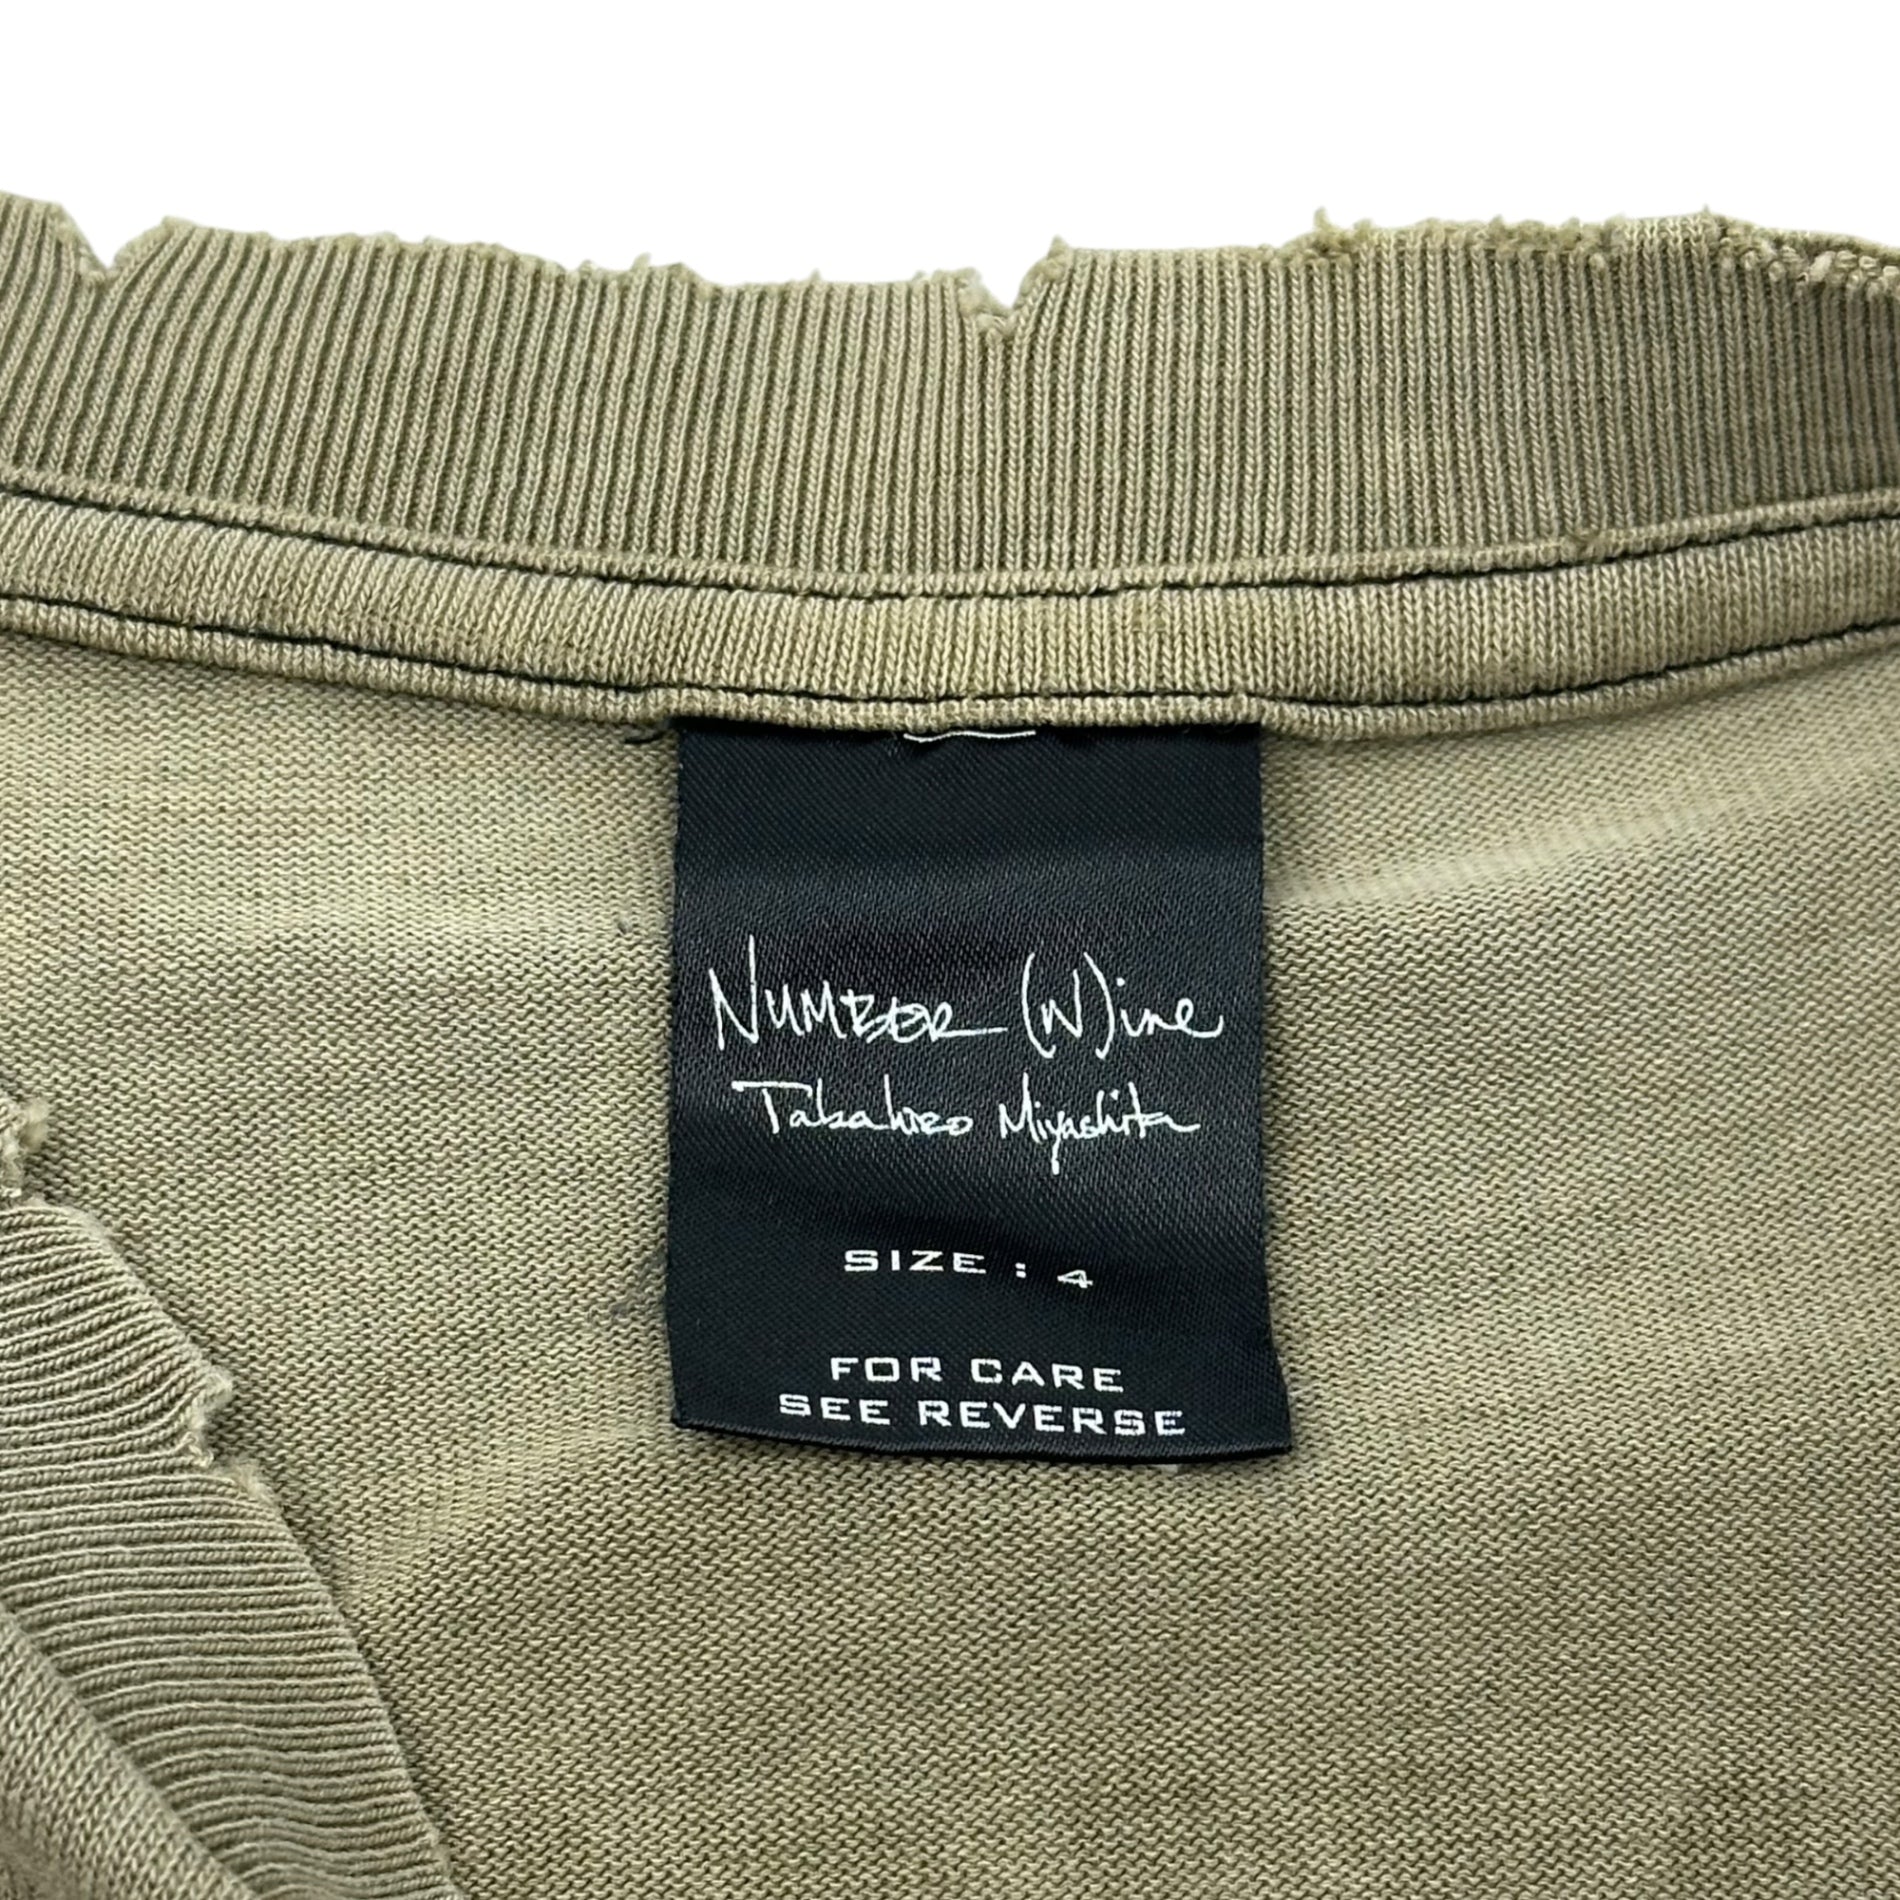 NUMBER (N)ine
Takahiro Miyashita
SIZE : 4
FOR CARE
SEE REVERSE